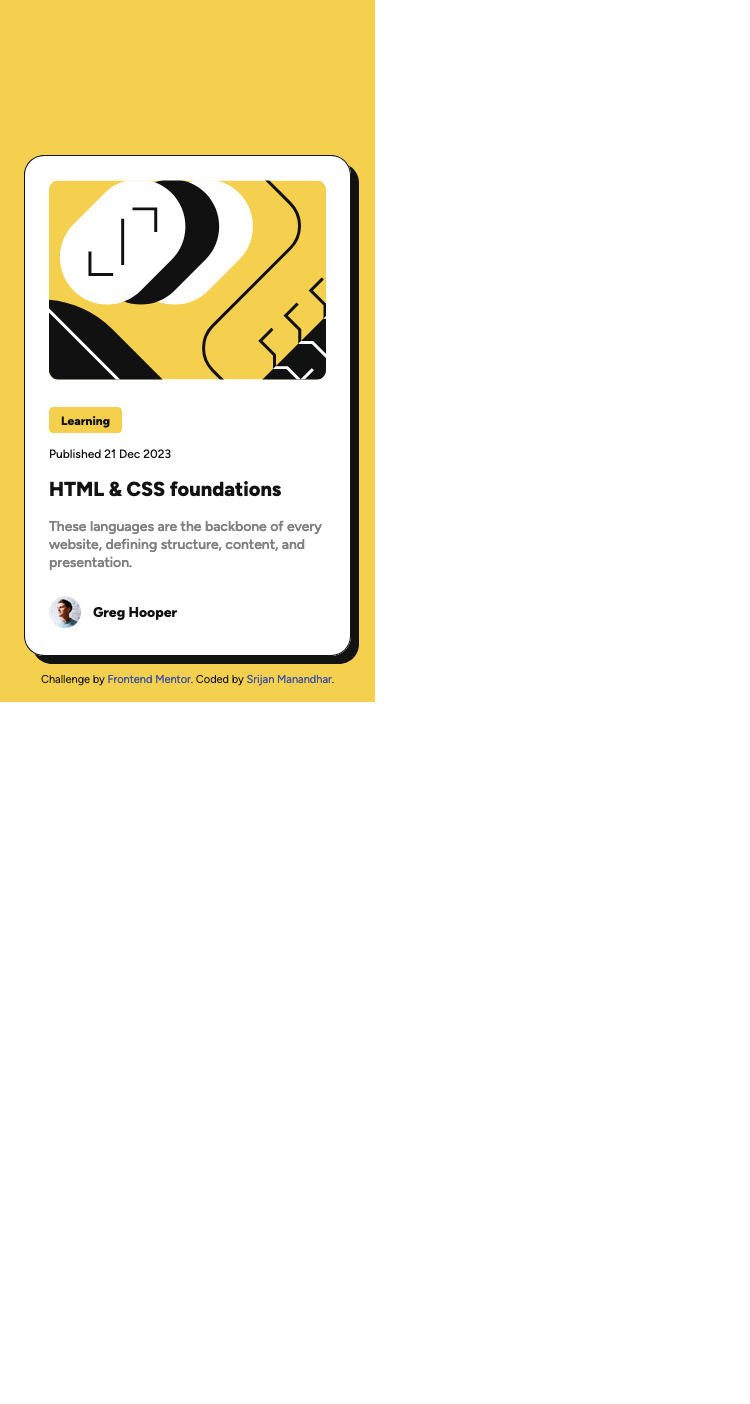 Learning
Published 21 Dec 2023
HTML & CSS foundations
These languages are the backbone of every
website, defining structure, content, and
presentation.
Greg Hooper
Challenge by Frontend Mentor. Coded by Srijan Manandhar.